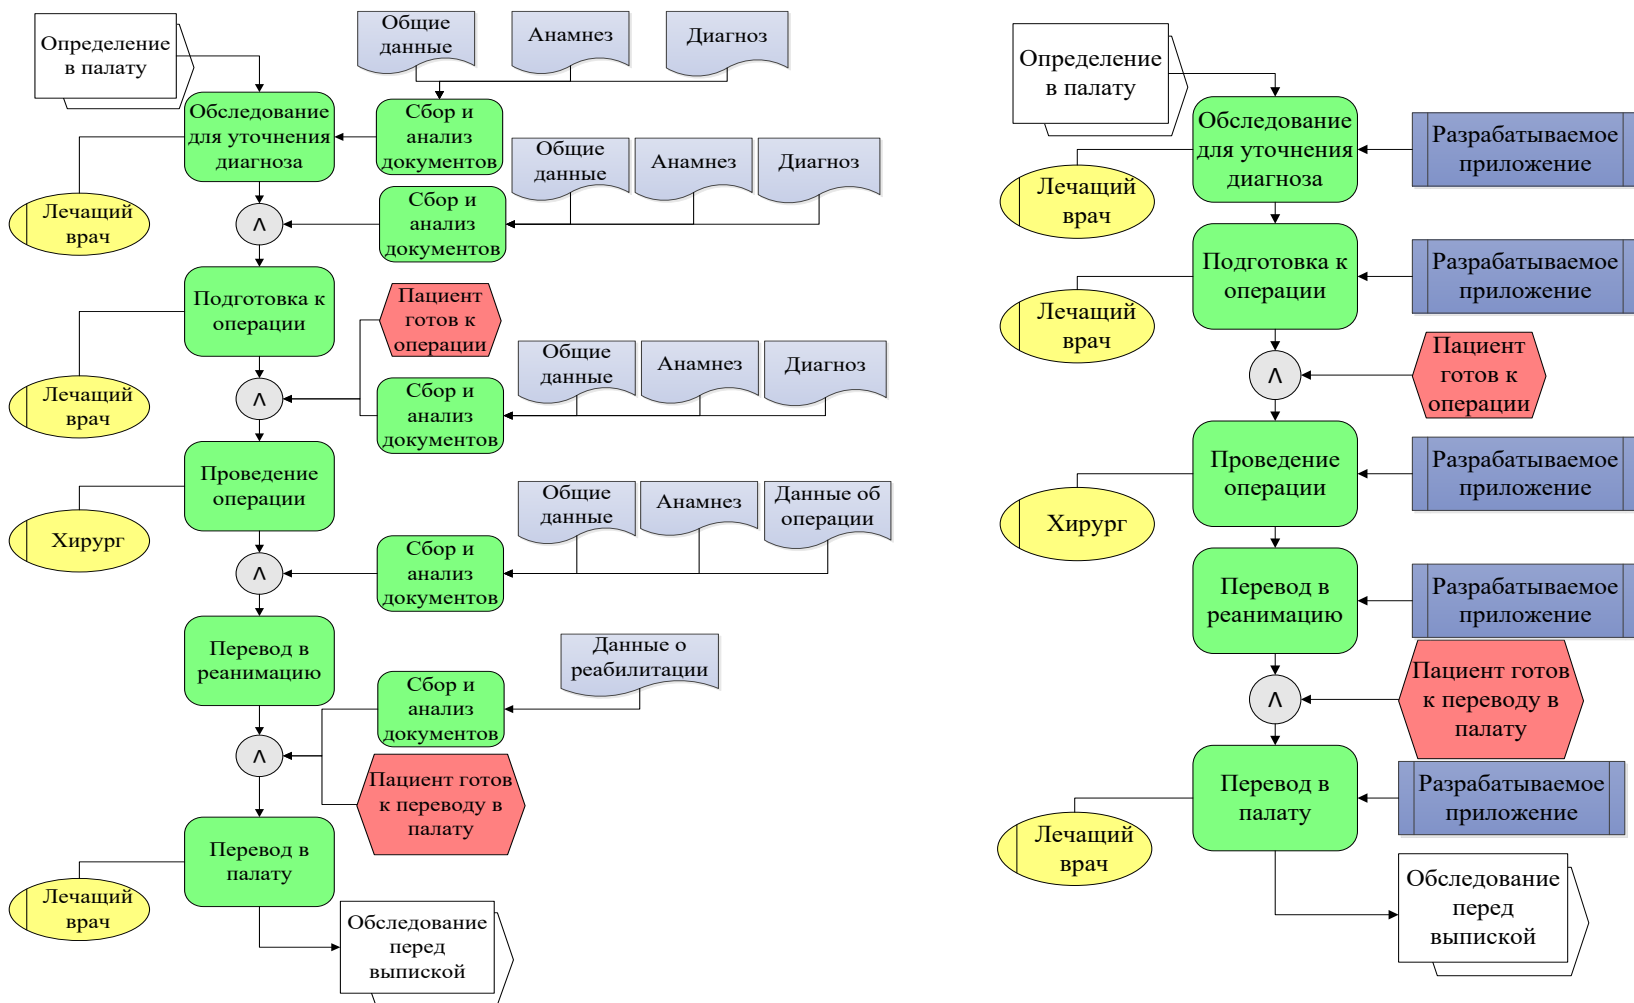 Определение
в палату
Общие
данные
Анамнез
Диагноз
Обследование
для уточнения
диагноза
Сбор и
анализ
документов
Общие
данные
Анамнез
Диагноз
Лечащий
врач
Λ
Сбор и
анализ
документов
Подготовка к
операции
Пациент
готов к
операции
Общие
данные
Анамнез
Диагноз
Лечащий
врач
Λ
Сбор и
анализ
документов
Проведение
операции
Общие
данные
Анамнез
Данные об
операции
Хирург
Λ
Сбор и
анализ
документов
Перевод в
реанимацию
Данные о
реабилитации
Сбор и
анализ
документов
Λ
Пациент готов
к переводу в
палату
Перевод в
палату
Лечащий
врач
Обследование
перед
выпиской
Определение
в палату
Обследование
для уточнения
диагноза
Разрабатываемое
приложение
Лечащий
врач
Подготовка к
операции
Разрабатываемое
приложение
Лечащий
врач
Λ
Пациент
готов к
операции
Проведение
операции
Разрабатываемое
приложение
Хирург
Перевод в
реанимацию
Разрабатываемое
приложение
Λ
Пациент готов
к переводу в
палату
Перевод в
палату
Разрабатываемое
приложение
Лечащий
врач
Обследование
перед
выпиской